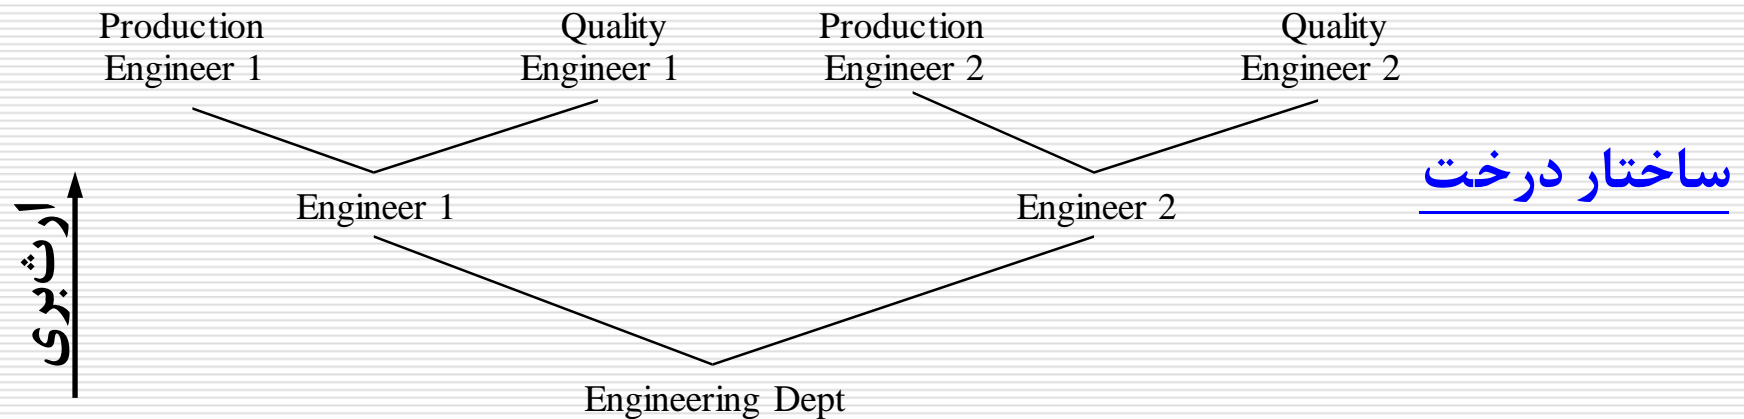 Production Quality Production Quality
Engineer 1 Engineer 1 Engineer 2 Engineer 2
ساختار درخت
Engineer 1 Engineer 2
ارث‌بری
Engineering Dept